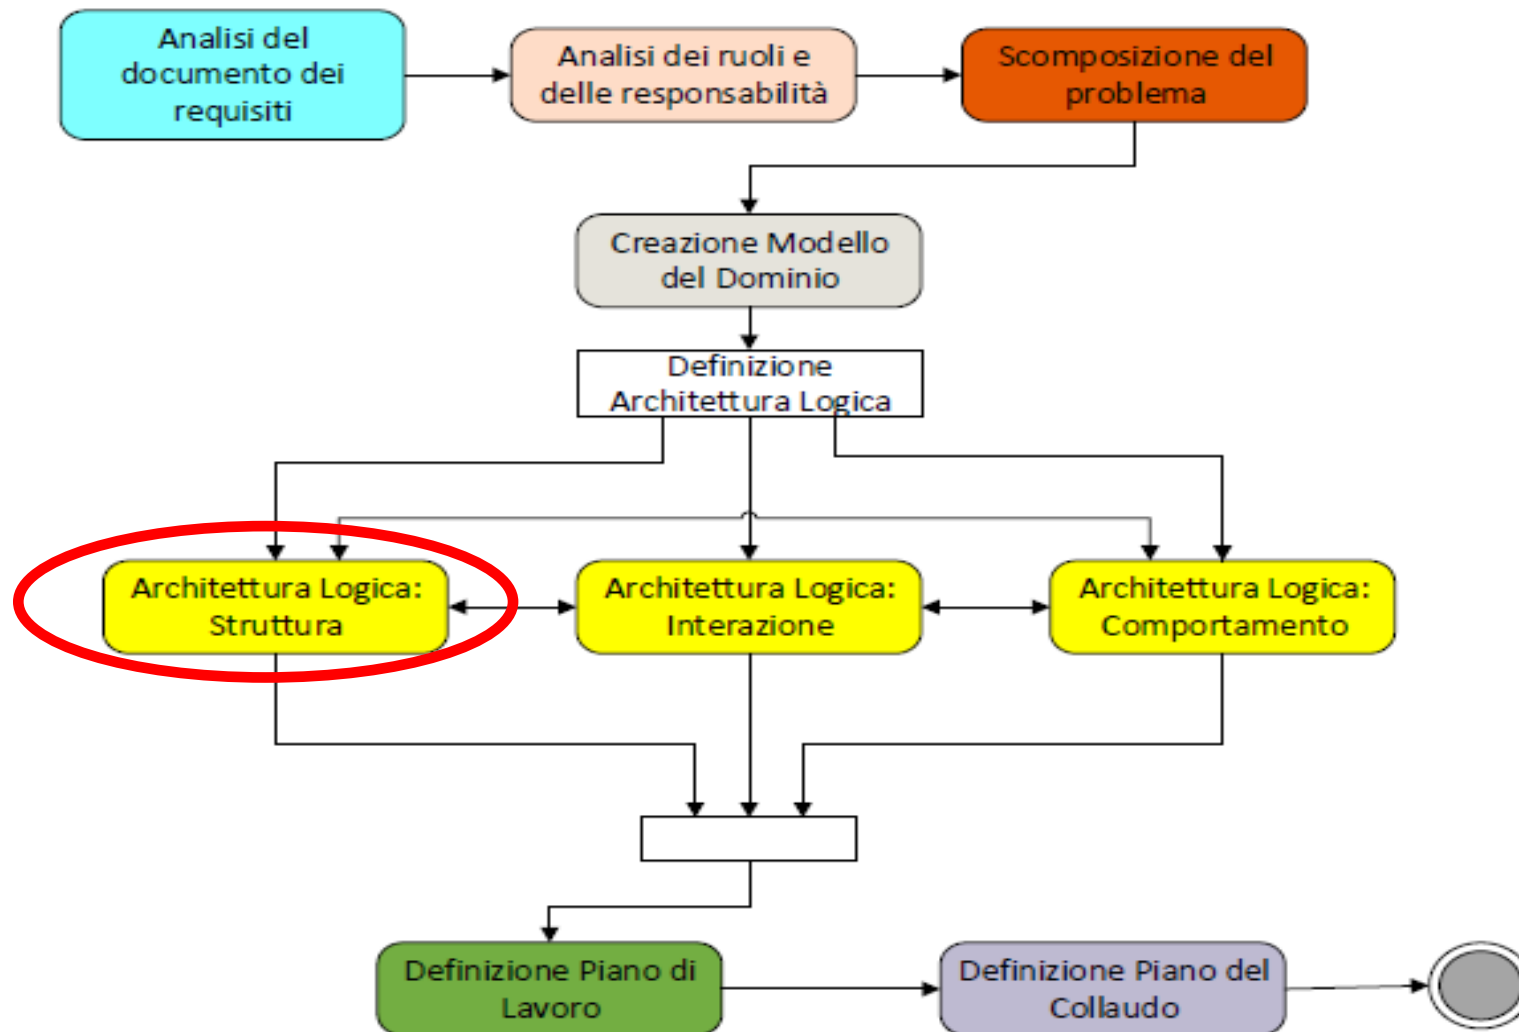 Analisi del
documento dei
requisiti
Analisi dei ruoli e
delle responsabilità
Scomposizione del
problema
Creazione Modello
del Dominio
Definizione
Architettura Logica
Architettura Logica:
Struttura
Architettura Logica:
Interazione
Architettura Logica:
Comportamento
Definizione Piano di
Lavoro
Definizione Piano del
Collaudo